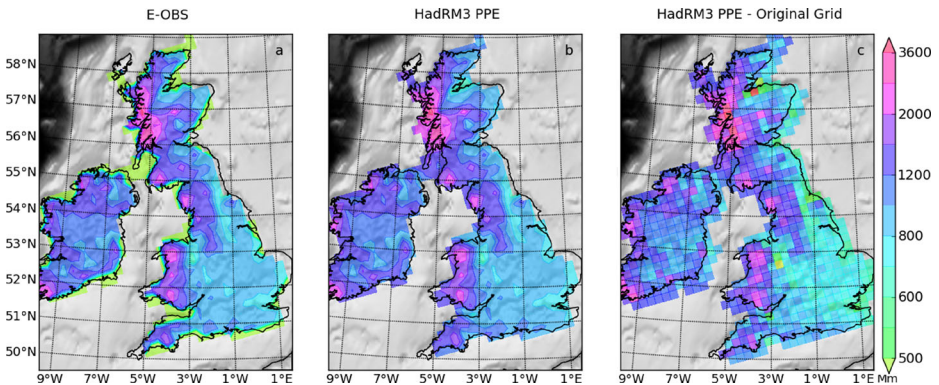 E-OBS HadRM3 PPE HadRM3 PPE - Original Grid
a b c
58°N
57°N
56°N
55°N
54°N
53°N
52°N
51°N
50°N
3600
2000
1200
800
600
500
Mm
9°W 7°W 5°W 3°W 1°W 1°E 9°W 7°W 5°W 3°W 1°W 1°E 9°W 7°W 5°W 3°W 1°W 1°E